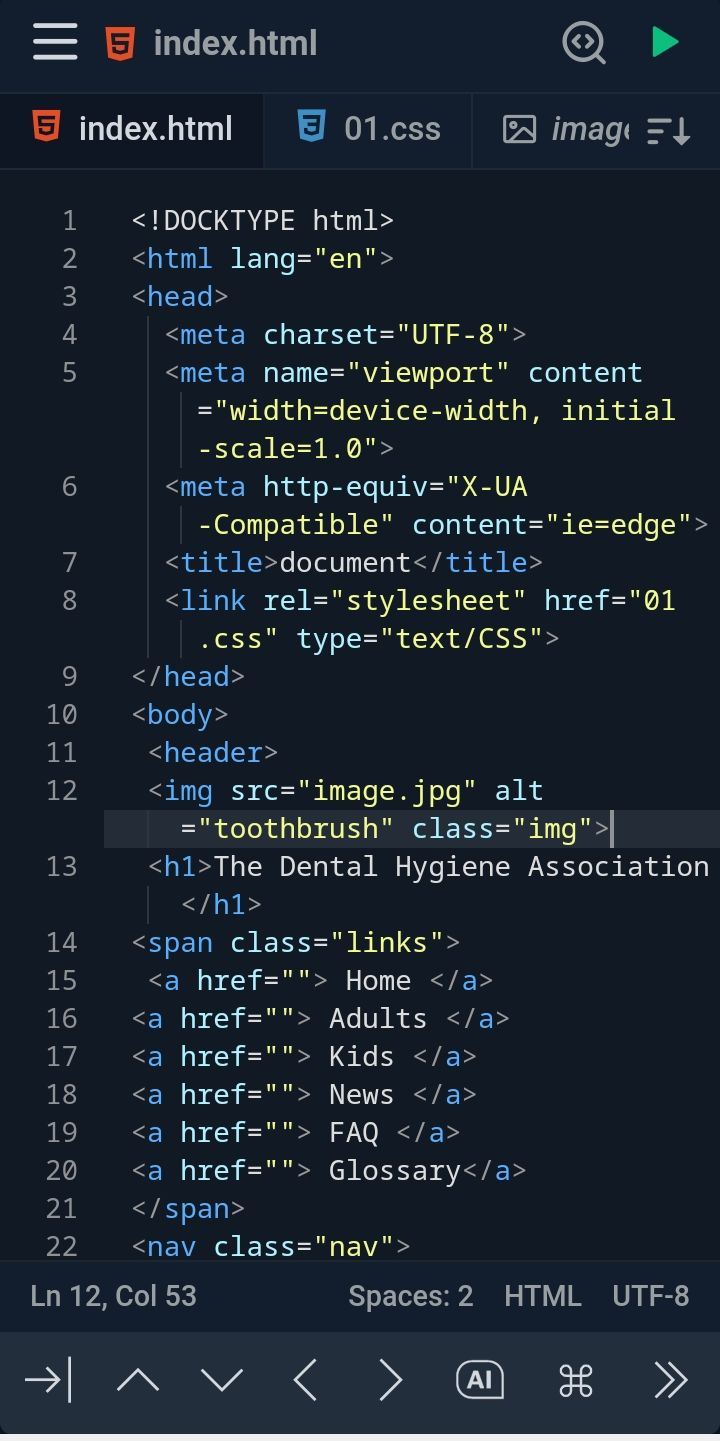 index.html
index.html 01.css image
1 <!DOCKTYPE html>
2 <html lang="en">
3 <head>
4 <meta charset="UTF-8">
5 <meta name="viewport" content
="width=device-width, initial
-scale=1.0">
6 <meta http-equiv="X-UA
-Compatible" content="ie=edge">
7 <title>document</title>
8 <link rel="stylesheet" href="01
.css" type="text/CSS">
9 </head>
10 <body>
11 <header>
12 <img src="image.jpg" alt
="toothbrush" class="img">
13 <h1>The Dental Hygiene Association
</h1>
14 <span class="links">
15 <a href=""> Home </a>
16 <a href=""> Adults </a>
17 <a href=""> Kids </a>
18 <a href=""> News </a>
19 <a href=""> FAQ </a>
20 <a href=""> Glossary</a>
21 </span>
22 <nav class="nav">
Ln 12, Col 53 Spaces: 2 HTML UTF-8
AI